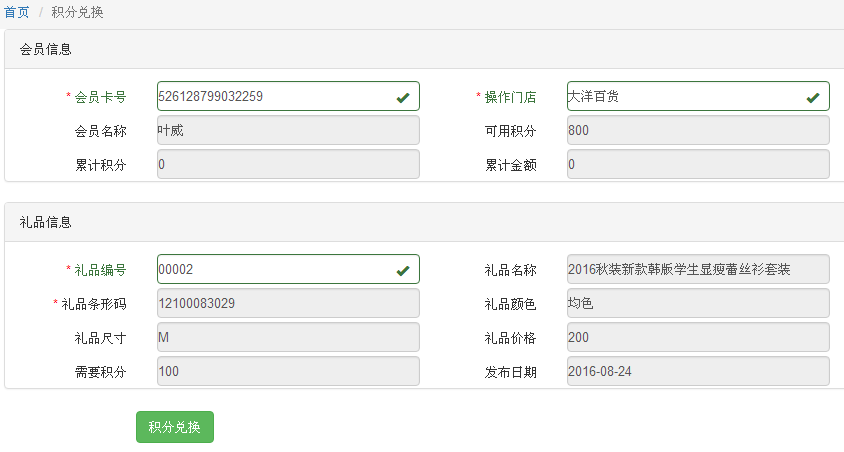 首页 / 积分兑换
会员信息
* 会员卡号 526128799032259 * 操作门店 大洋百货
会员名称 叶威 可用积分 800
累计积分 0 累计金额 0
礼品信息
* 礼品编号 00002 礼品名称 2016秋装新款韩版学生显瘦蕾丝衫套装
* 礼品条形码 12100083029 礼品颜色 均色
礼品尺寸 M 礼品价格 200
需要积分 100 发布日期 2016-08-24
积分兑换